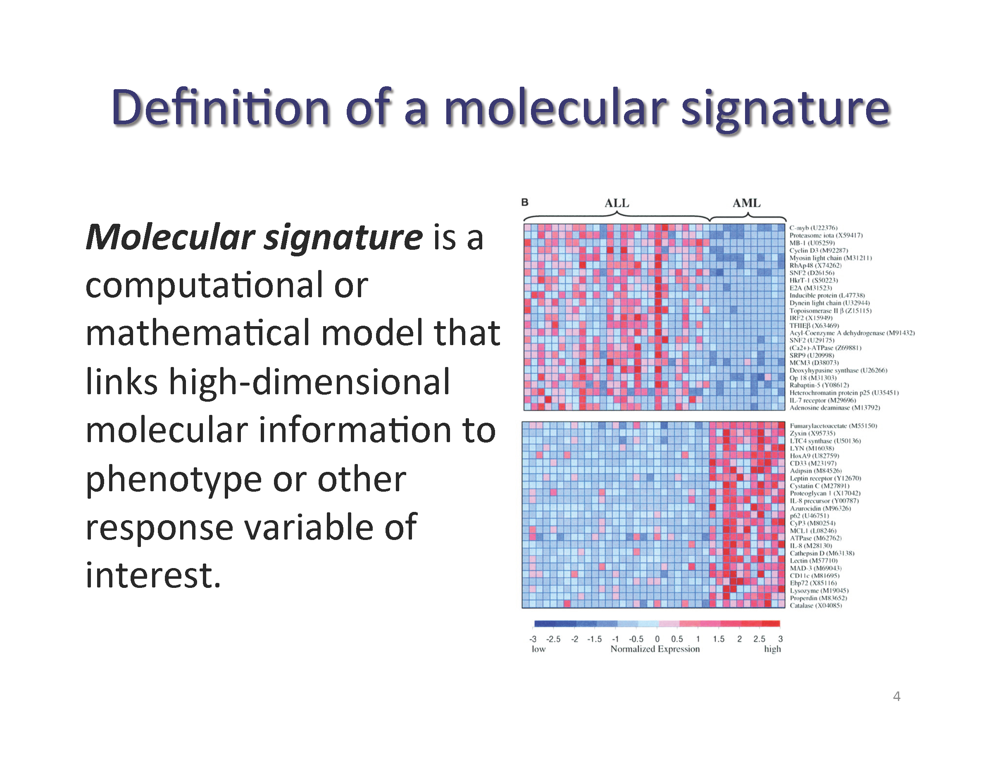 Definition of a molecular signature
Molecular signature is a
computational or
mathematical model that
links high-dimensional
molecular information to
phenotype or other
response variable of
interest.
B
ALL
AML
C-myb (U22376)
Proteasome iota (X59417)
MB-1 (U05259)
Cyclin D3 (M92287)
Myosin light chain (M31211)
RbAp48 (X74262)
SNF2 (D26156)
HkrT-1 (S50223)
E2A (M31523)
Inducible protein (L47738)
Dynein light chain (U32944)
Topoisomerase II β (Z15115)
IRF2 (X15949)
TFIIEβ (X63469)
Acyl-Coenzyme A dehydrogenase (M91432)
SNF2 (U29175)
(Ca2+)-ATPase (Z69881)
SRP9 (U20998)
MCM3 (D38073)
Deoxyhypusine synthase (U26266)
Op 18 (M31303)
Rabaptin-5 (Y08612)
Heterochromatin protein p25 (U35451)
IL-7 receptor (M29696)
Adenosine deaminase (M13792)
Fumarylacetoacetate (M55150)
Zyxin (X95735)
LTC4 synthase (U50136)
LYN (M16038)
HoxA9 (U82759)
CD33 (M23197)
Adipsin (M84526)
Leptin receptor (Y12670)
Cystatin C (M27891)
Proteoglycan 1 (X17042)
IL-8 precursor (Y00787)
Azurocidin (M96326)
p62 (U46751)
CyP3 (M80254)
MCL1 (L08246)
ATPase (M62762)
IL-8 (M28130)
Cathepsin D (M63138)
Lectin (M57710)
MAD-3 (M69043)
CD11c (M81695)
Ebp72 (X85116)
Lysozyme (M19045)
Properdin (M83652)
Catalase (X04085)
-3 -2.5 -2 -1.5 -1 -0.5 0 0.5 1 1.5 2 2.5 3
low Normalized Expression high
4